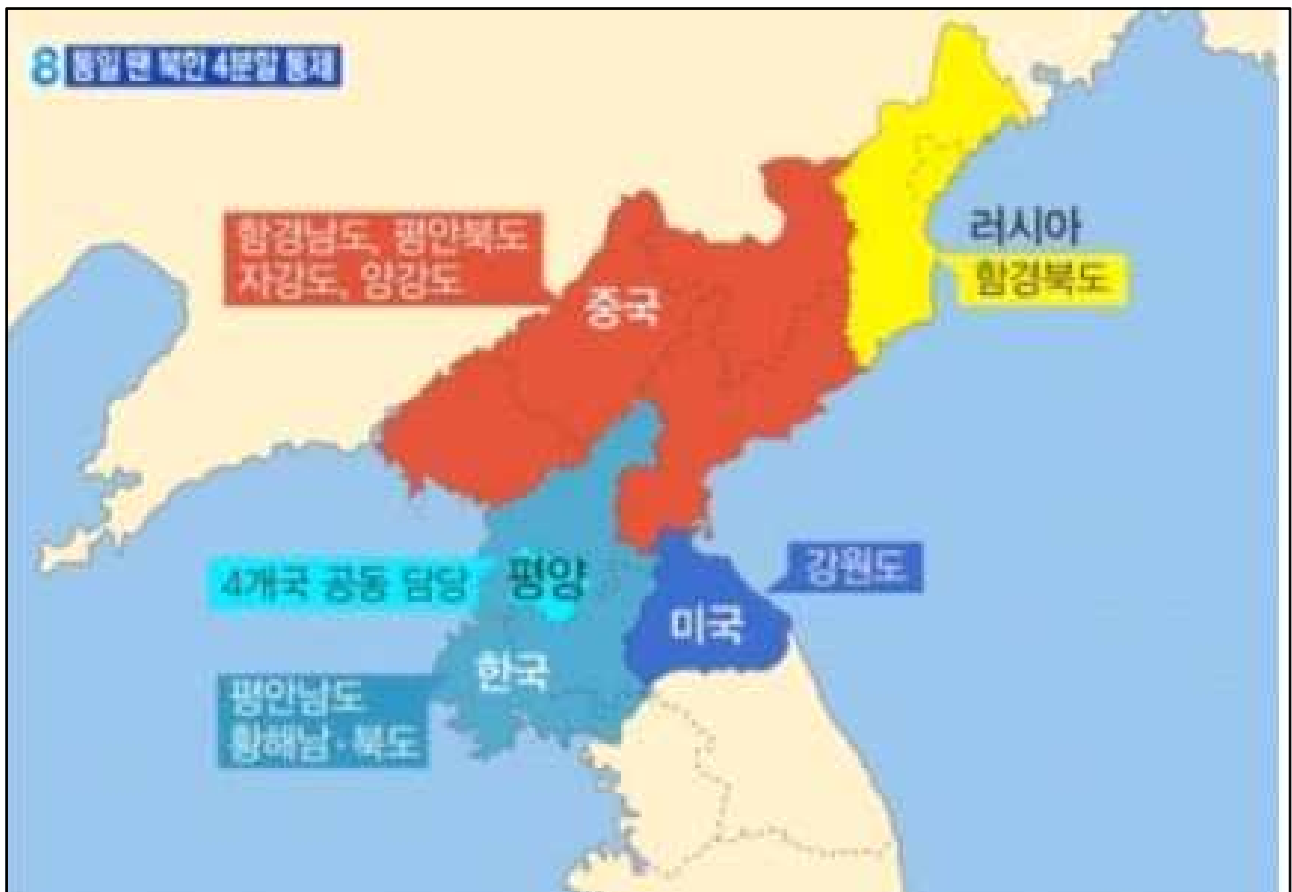 8 통일 땐 북한 4분할 통제
함경남도, 평안북도
자강도, 양강도
중국
러시아
함경북도
4개국 공동 담당
평양
강원도
미국
한국
평안남도
황해남·북도